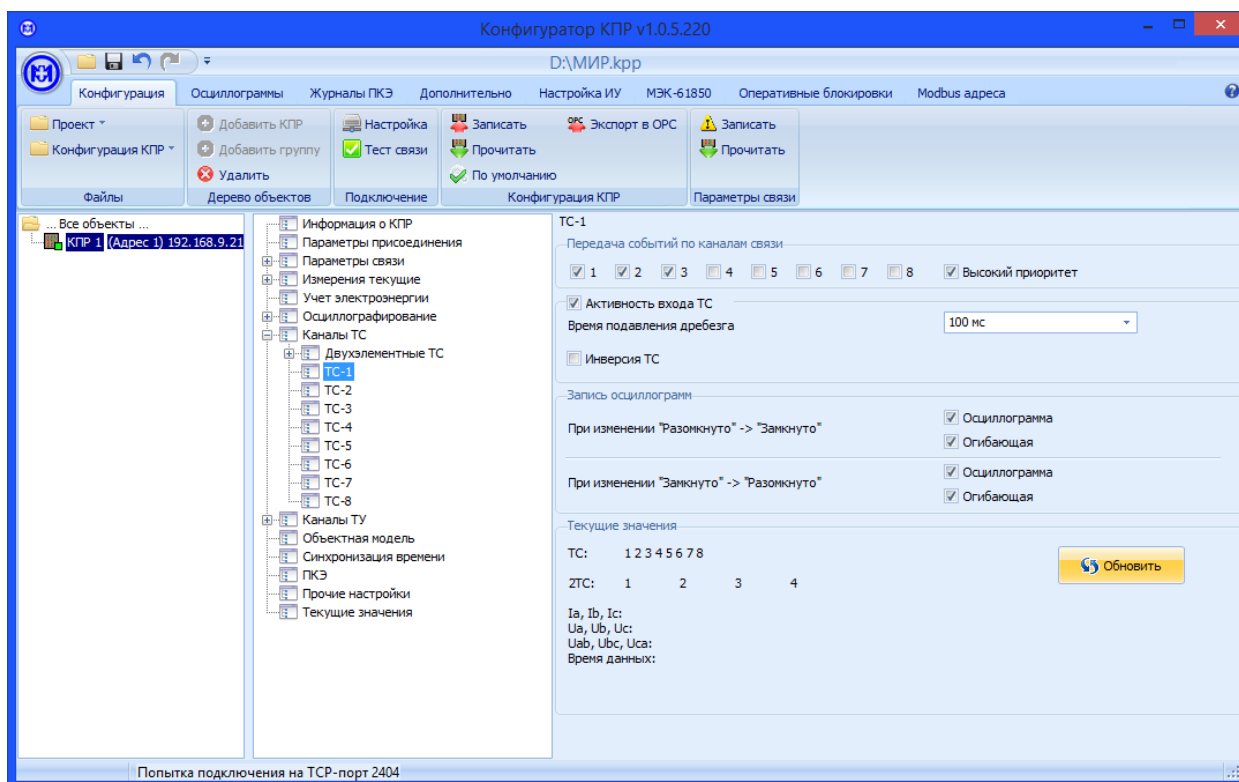 Конфигуратор КПР v1.0.5.220
D:\МИР.kpp
Конфигурация Осциллограммы Журналы ПКЭ Дополнительно Настройка ИУ МЭК-61850 Оперативные блокировки Modbus адреса
Проект Добавить КПР Настройка Записать OPC Экспорт в OPC Записать
Конфигурация КПР Добавить группу Тест связи Прочитать Прочитать
Удалить По умолчанию
Файлы Дерево объектов Подключение Конфигурация КПР Параметры связи
... Все объекты ...
КПР 1 (Адрес 1) 192.168.9.21
Информация о КПР
Параметры присоединения
Параметры связи
Измерения текущие
Учет электроэнергии
Осциллографирование
Каналы ТС
Двухэлементные ТС
ТС-1
ТС-2
ТС-3
ТС-4
ТС-5
ТС-6
ТС-7
ТС-8
Каналы ТУ
Объектная модель
Синхронизация времени
ПКЭ
Прочие настройки
Текущие значения
ТС-1
Передача событий по каналам связи
1 2 3 4 5 6 7 8 Высокий приоритет
Активность входа ТС
Время подавления дребезга 100 мс
Инверсия ТС
Запись осциллограмм
При изменении "Разомкнуто" -> "Замкнуто"
Осциллограмма
Огибающая
При изменении "Замкнуто" -> "Разомкнуто"
Осциллограмма
Огибающая
Текущие значения
ТС: 1 2 3 4 5 6 7 8
Обновить
2ТС: 1 2 3 4
Ia, Ib, Ic:
Ua, Ub, Uc:
Uab, Ubc, Uca:
Время данных:
Попытка подключения на TCP-порт 2404